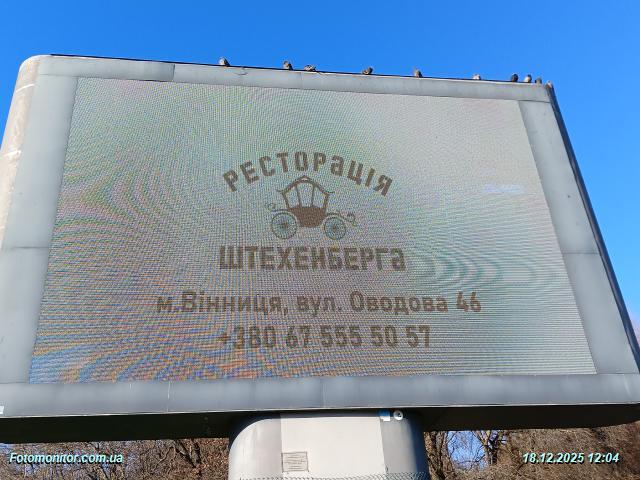 РЕСТОРАЦІЯ
ШТЕХЕНБЕРГА
м.Вінниця, вул. Оводова 46
+380 67 555 50 57
Fotomonitor.com.ua
18.12.2025 12:04